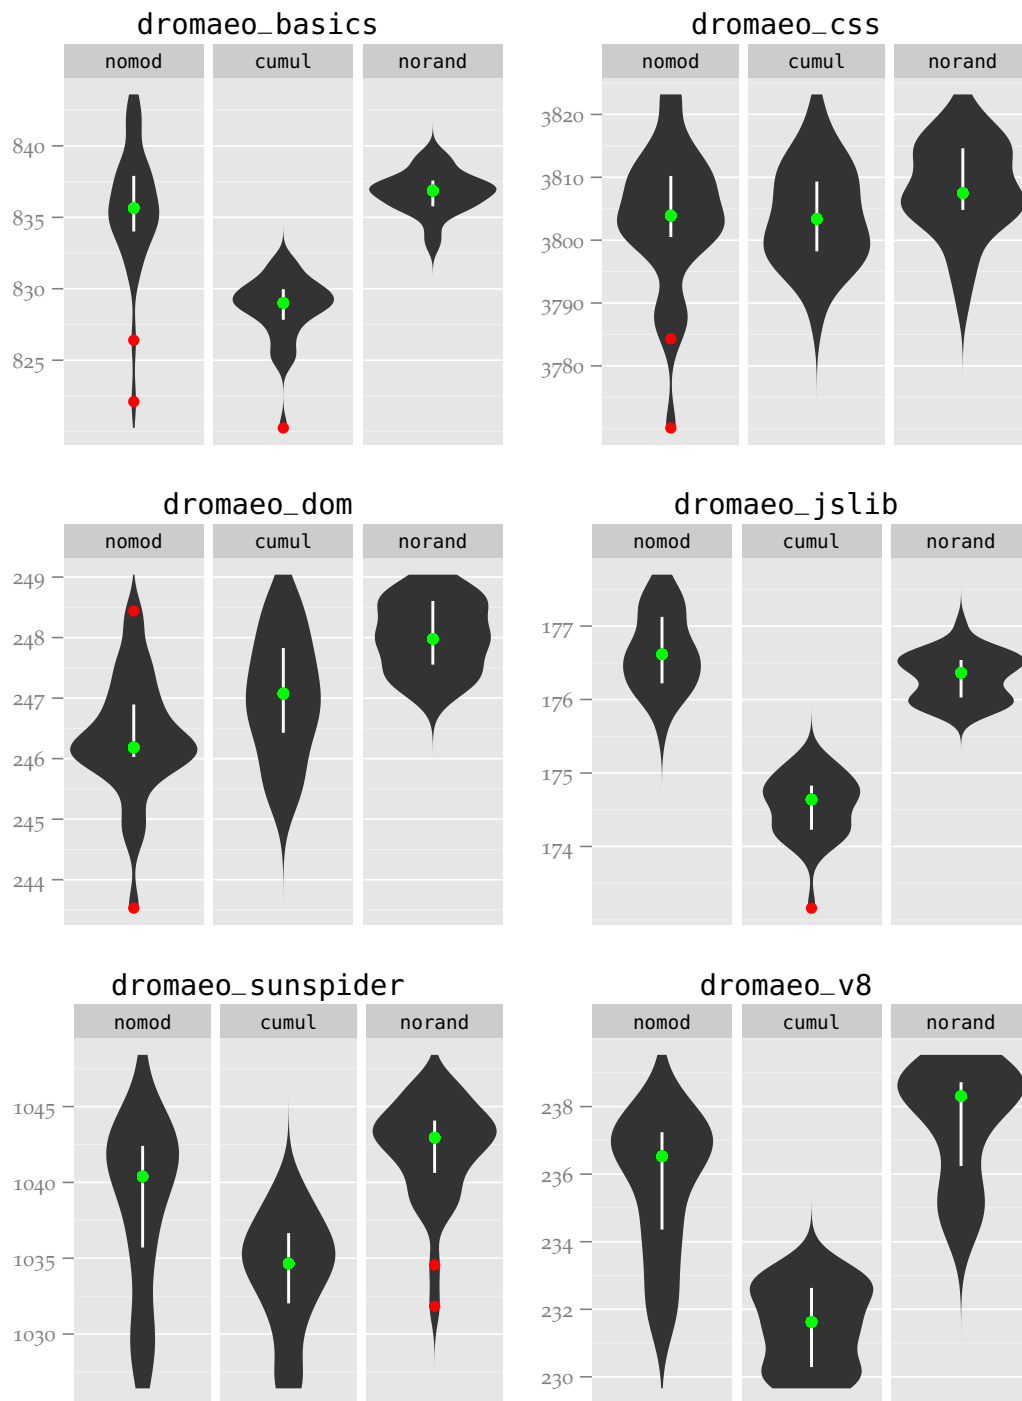 dromaeo_basics
nomod cumul norand
840
835
830
825
dromaeo_css
nomod cumul norand
3820
3810
3800
3790
3780
dromaeo_dom
nomod cumul norand
249
248
247
246
245
244
dromaeo_jslib
nomod cumul norand
177
176
175
174
dromaeo_sunspider
nomod cumul norand
1045
1040
1035
1030
dromaeo_v8
nomod cumul norand
238
236
234
232
230